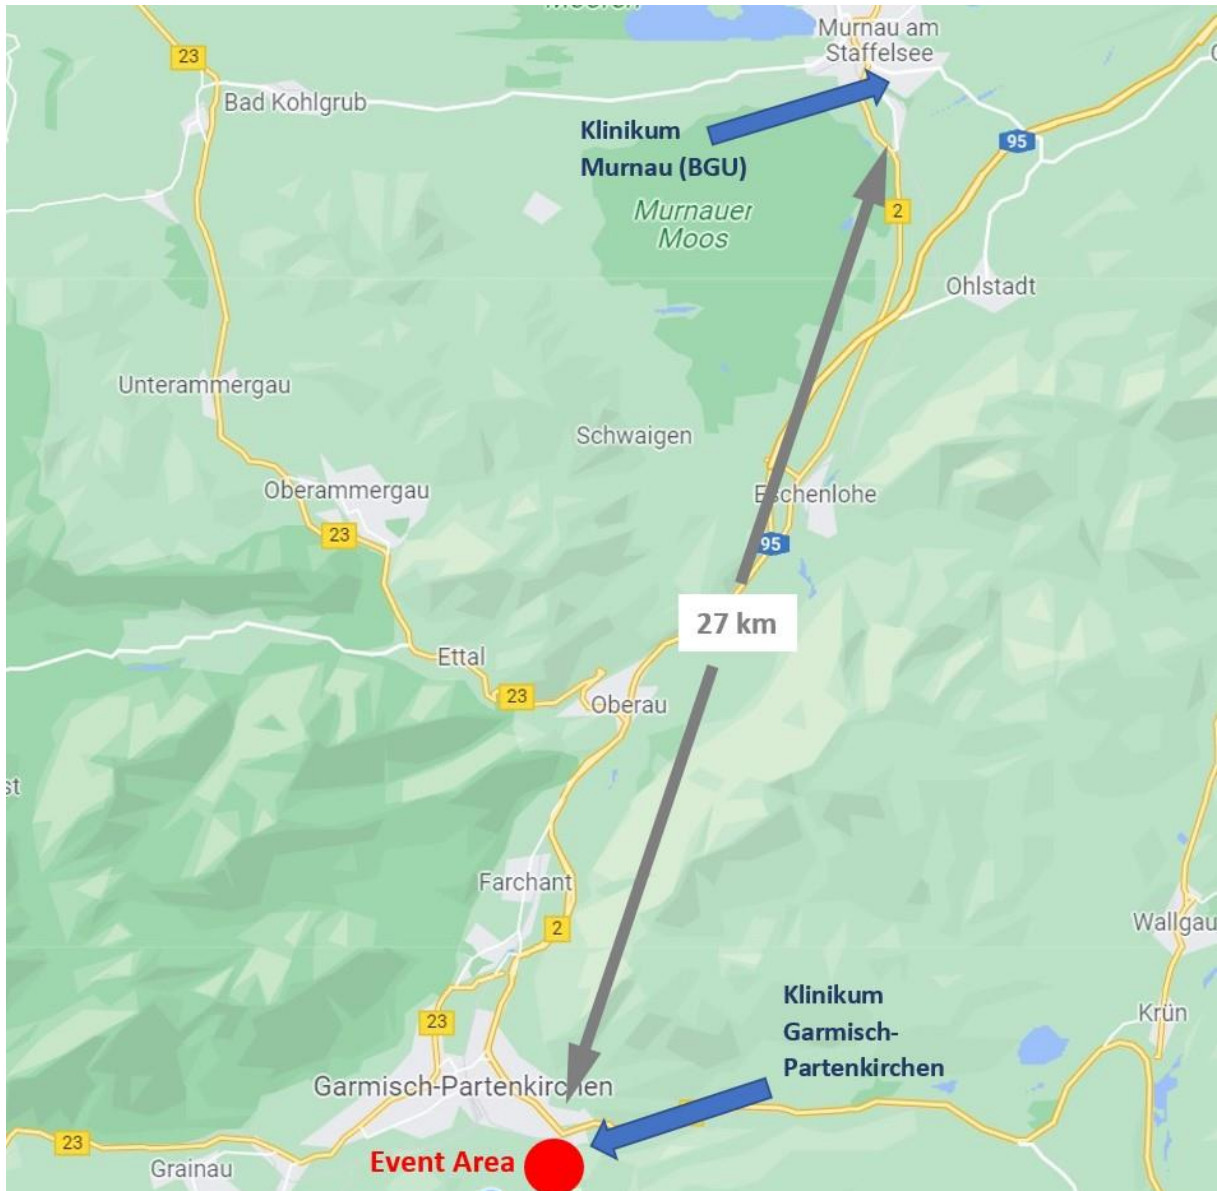 Murnau am
Staffelsee
23
Bad Kohlgrub
Klinikum
Murnau (BGU)
95
Murnauer
Moos
2
Ohlstadt
Unterammergau
Schwaigen
Oberammergau
Eschenlohe
23
95
27 km
Ettal
23
Oberau
Farchant
2
Wallgau
Klinikum
Garmisch-
Partenkirchen
Krün
23
Garmisch-Partenkirchen
23
Grainau
Event Area